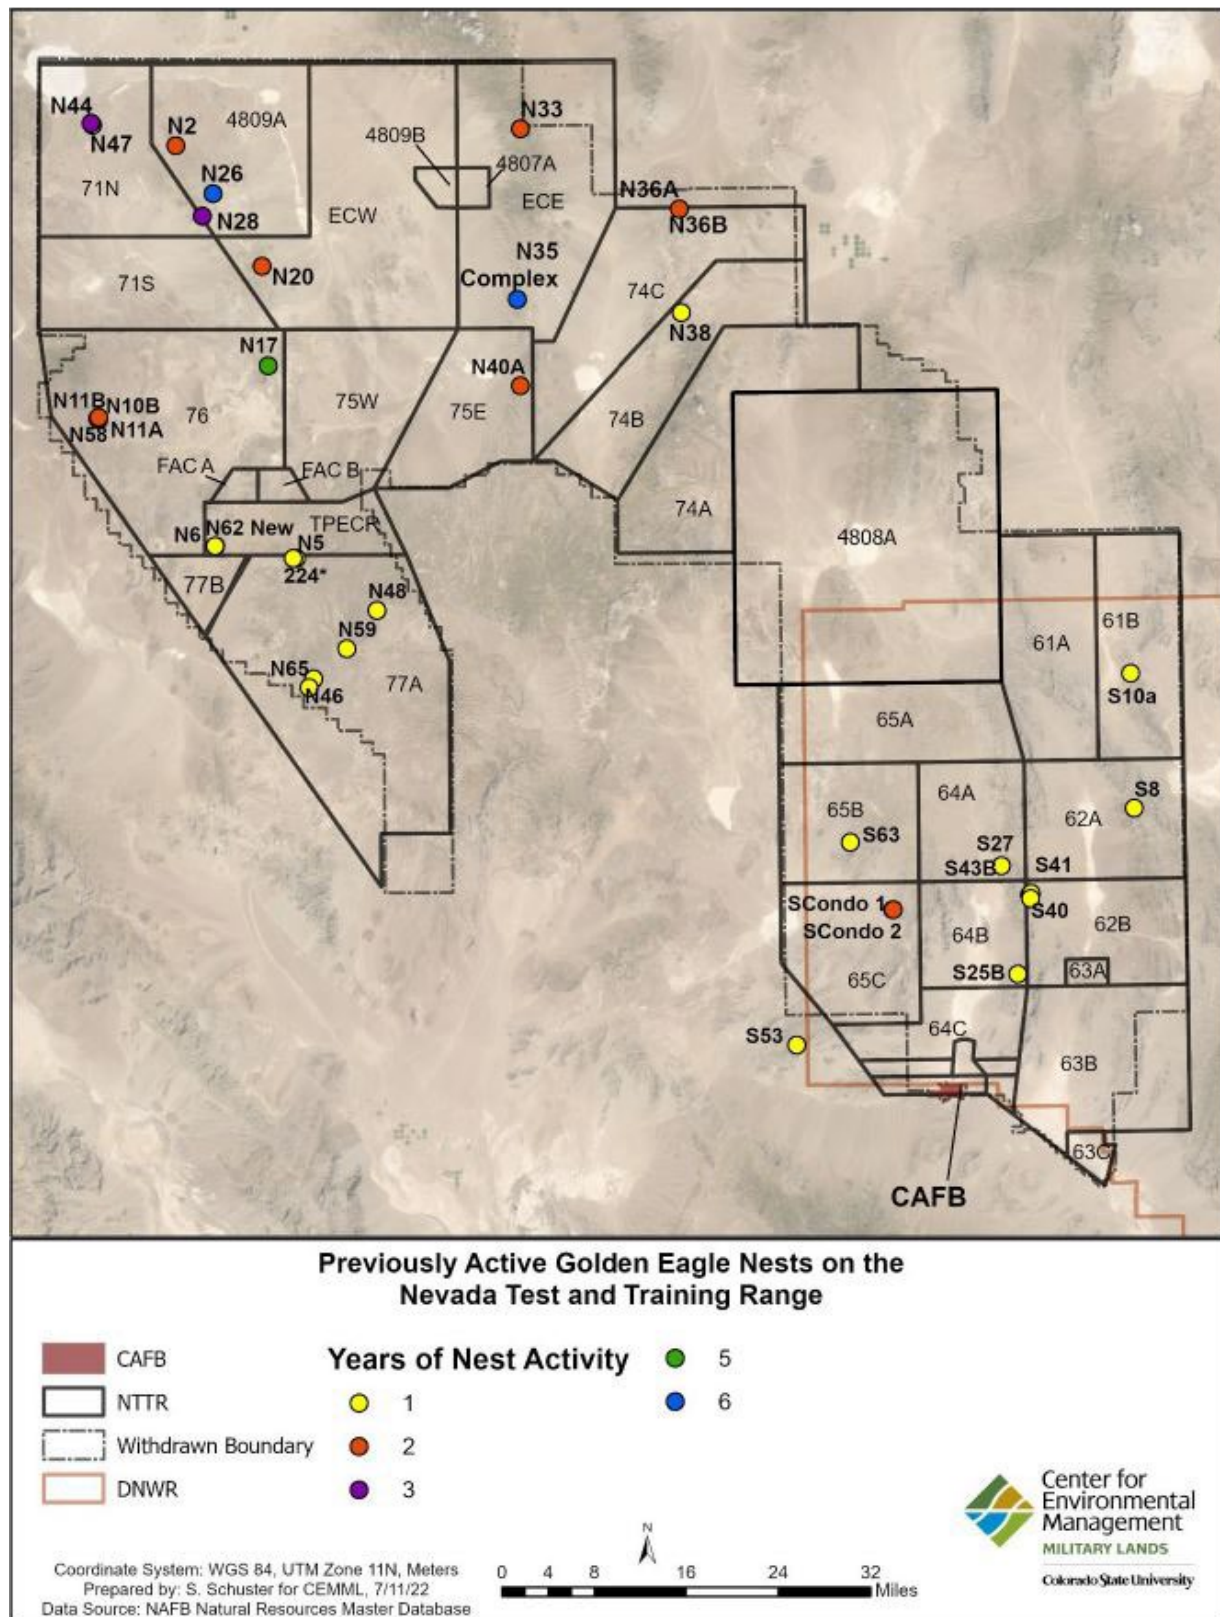 N44
N47
N2
4809A
4809B
N33
4807A
N26
71N
N28
ECW
ECE
N36A
N36B
N35
Complex
N20
71S
74C
N38
N17
N40A
75W
75E
74B
76
N11B
N10B
N58
N11A
FAC A
FAC B
74A
TPECR
N62 New
N6
N5
224*
77B
4808A
N48
N59
N65
N46
77A
61B
61A
S10a
65A
S8
64A
65B
62A
S63
S27
S43B
S41
S40
SCondo 1
SCondo 2
64B
62B
S25B
63A
65C
S53
64C
63B
63C
CAFB
Previously Active Golden Eagle Nests on the
Nevada Test and Training Range
CAFB
NTTR
Withdrawn Boundary
DNWR
Years of Nest Activity
1
2
3
5
6
Coordinate System: WGS 84, UTM Zone 11N, Meters
Prepared by: S. Schuster for CEMML, 7/11/22
Data Source: NAFB Natural Resources Master Database
N
0 4 8 16 24 32
Miles
Center for
Environmental
Management
MILITARY LANDS
Colorado State University